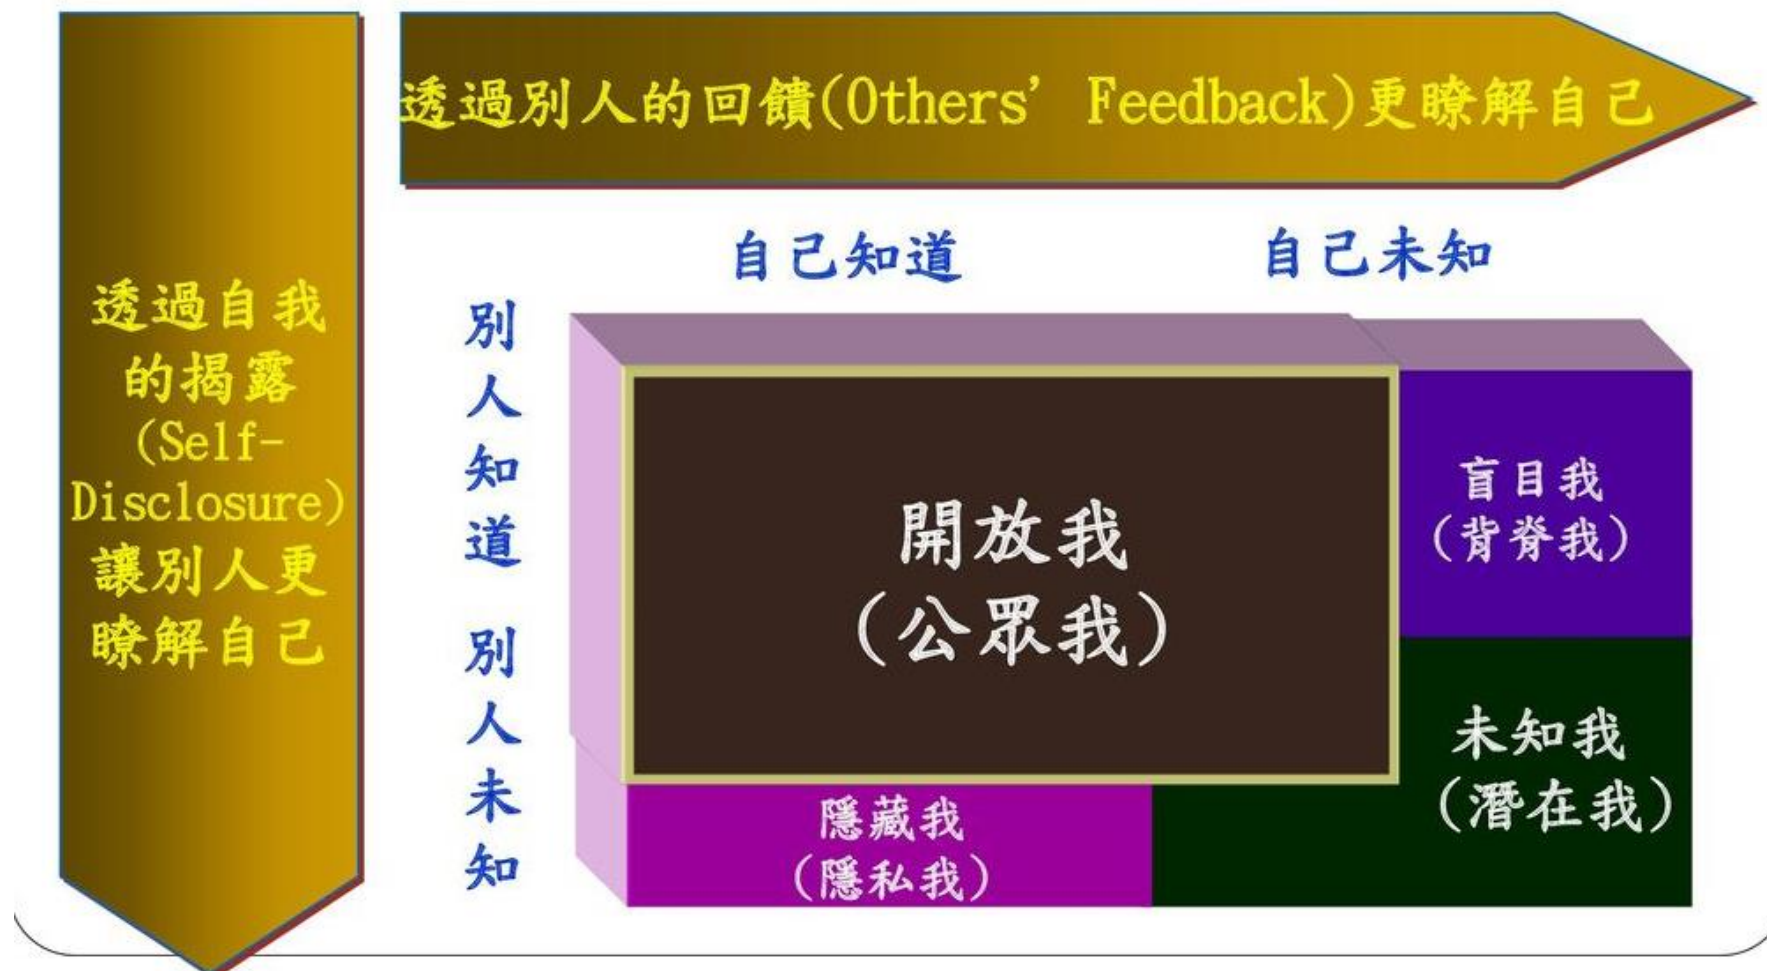 透過別人的回饋(Others' Feedback)更瞭解自己
透過自我
的揭露
(Self-
Disclosure)
讓別人更
瞭解自己
自己知道
自己未知
別人知道
別人未知
開放我
(公眾我)
盲目我
(背脊我)
隱藏我
(隱私我)
未知我
(潛在我)